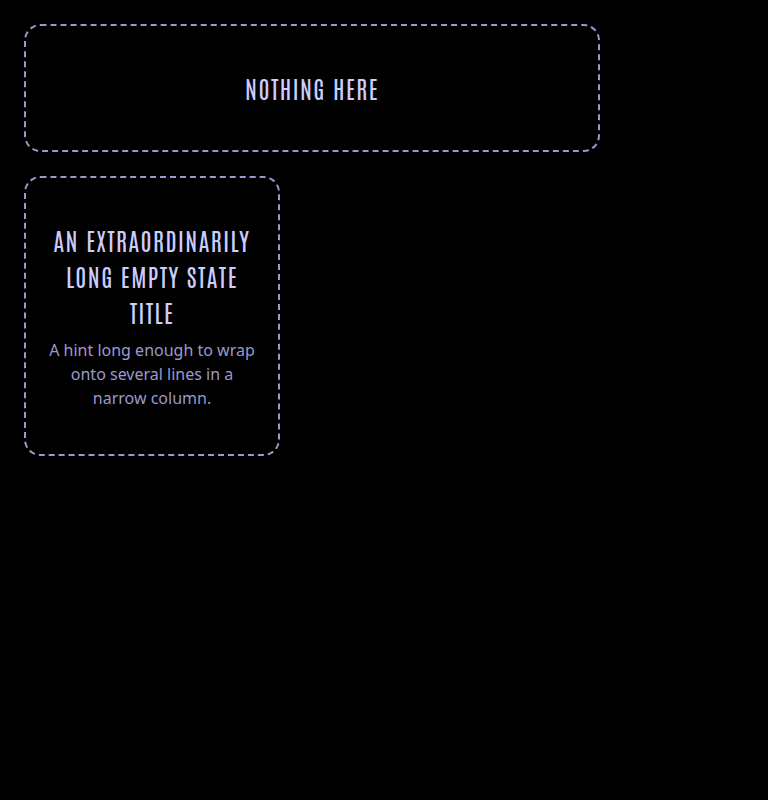 NOTHING HERE
AN EXTRAORDINARILY
LONG EMPTY STATE
TITLE
A hint long enough to wrap
onto several lines in a
narrow column.